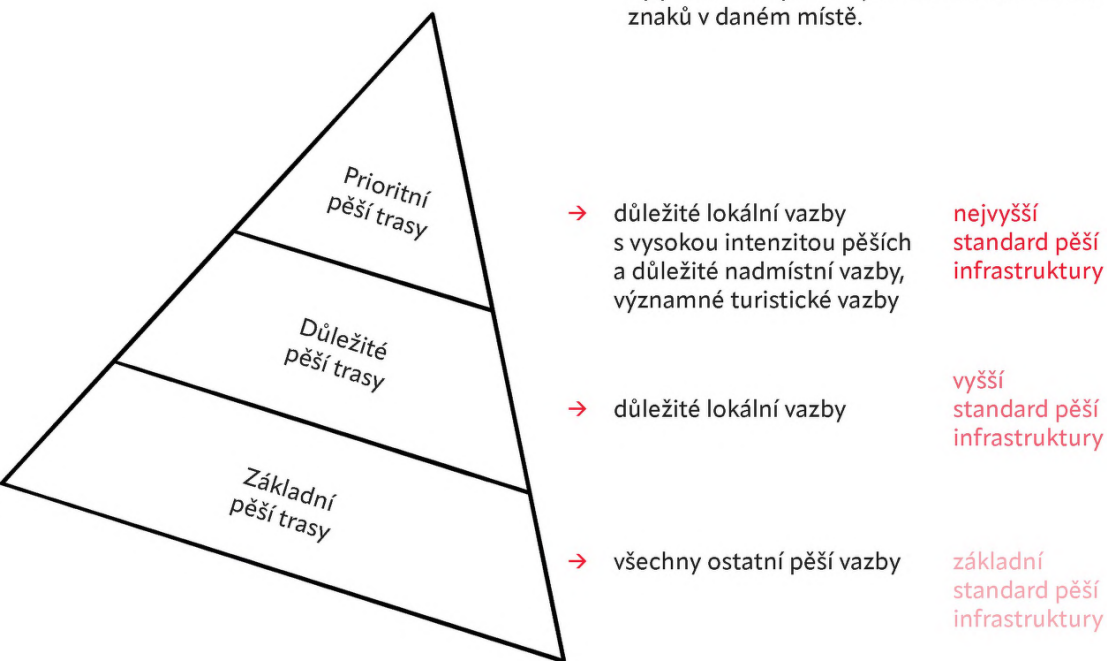 znaků v daném místě.
Prioritní
pěší trasy
důležité lokální vazby
s vysokou intenzitou pěších
a důležité nadmístní vazby,
významné turistické vazby
nejvyšší
standard pěší
infrastruktury
Důležité
pěší trasy
důležité lokální vazby
vyšší
standard pěší
infrastruktury
Základní
pěší trasy
všechny ostatní pěší vazby
základní
standard pěší
infrastruktury